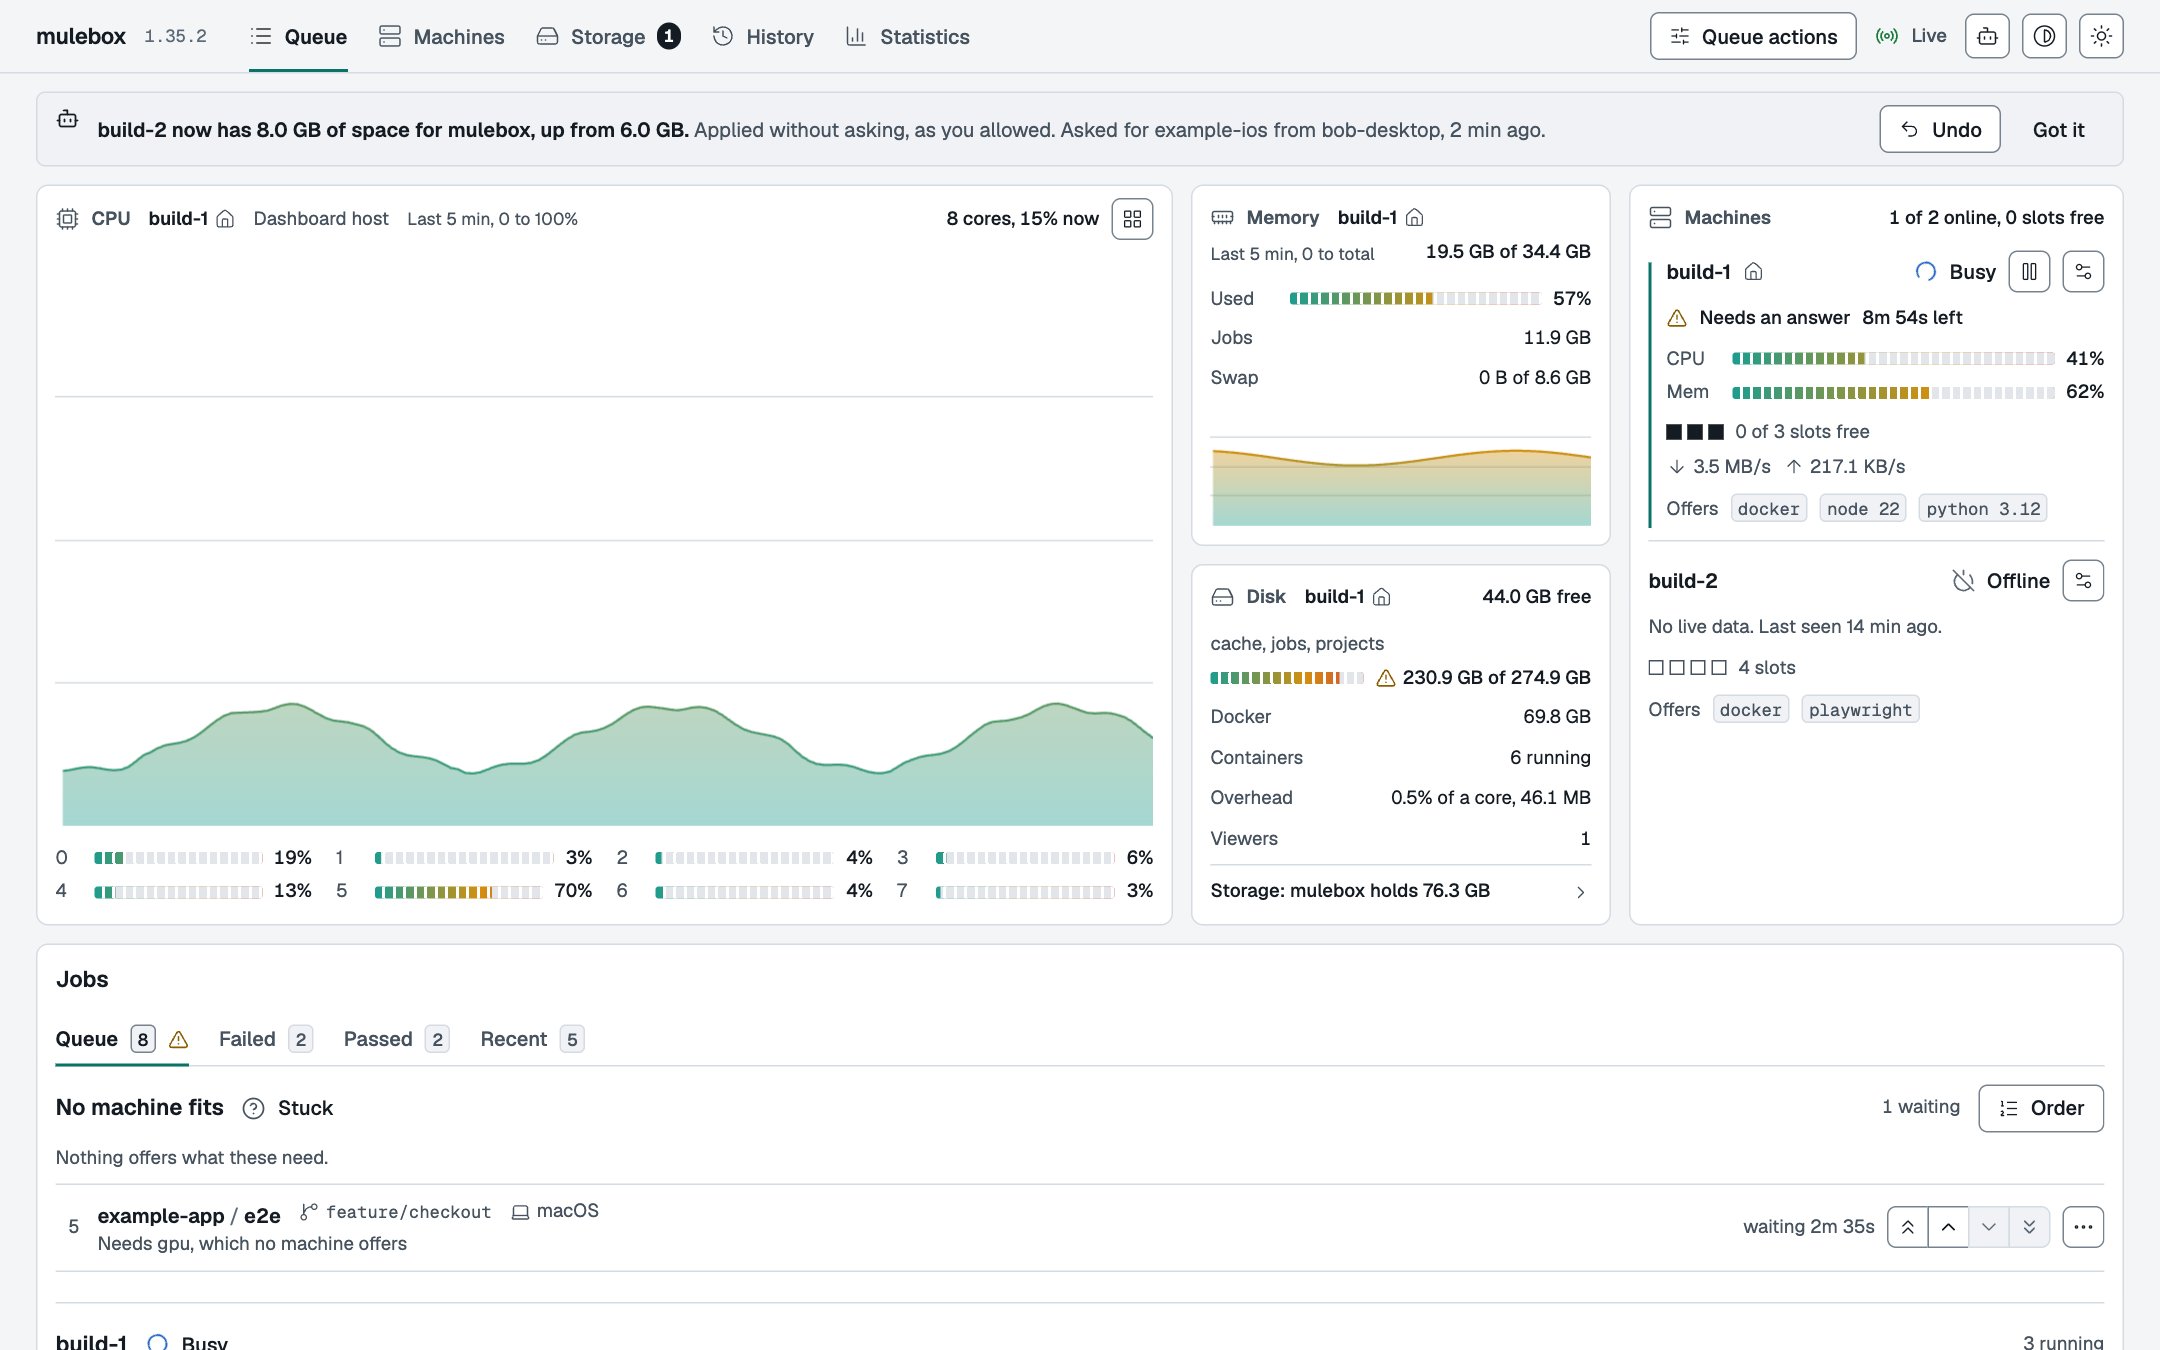 mulebox 1.35.2 Queue Machines Storage 1 History Statistics Queue actions Live
build-2 now has 8.0 GB of space for mulebox, up from 6.0 GB. Applied without asking, as you allowed. Asked for example-ios from bob-desktop, 2 min ago. Undo Got it
CPU build-1 Dashboard host Last 5 min, 0 to 100% 8 cores, 15% now
0 19% 1 3% 2 4% 3 6%
4 13% 5 70% 6 4% 7 3%
Memory build-1
Last 5 min, 0 to total 19.5 GB of 34.4 GB
Used 57%
Jobs 11.9 GB
Swap 0 B of 8.6 GB
Disk build-1 44.0 GB free
cache, jobs, projects
230.9 GB of 274.9 GB
Docker 69.8 GB
Containers 6 running
Overhead 0.5% of a core, 46.1 MB
Viewers 1
Storage: mulebox holds 76.3 GB
Machines 1 of 2 online, 0 slots free
build-1 Busy
Needs an answer 8m 54s left
CPU 41%
Mem 62%
0 of 3 slots free
3.5 MB/s 217.1 KB/s
Offers docker node 22 python 3.12
build-2 Offline
No live data. Last seen 14 min ago.
4 slots
Offers docker playwright
Jobs
Queue 8 Failed 2 Passed 2 Recent 5
No machine fits Stuck 1 waiting Order
Nothing offers what these need.
5 example-app / e2e feature/checkout macOS waiting 2m 35s
Needs gpu, which no machine offers
build-1 Busy 3 running